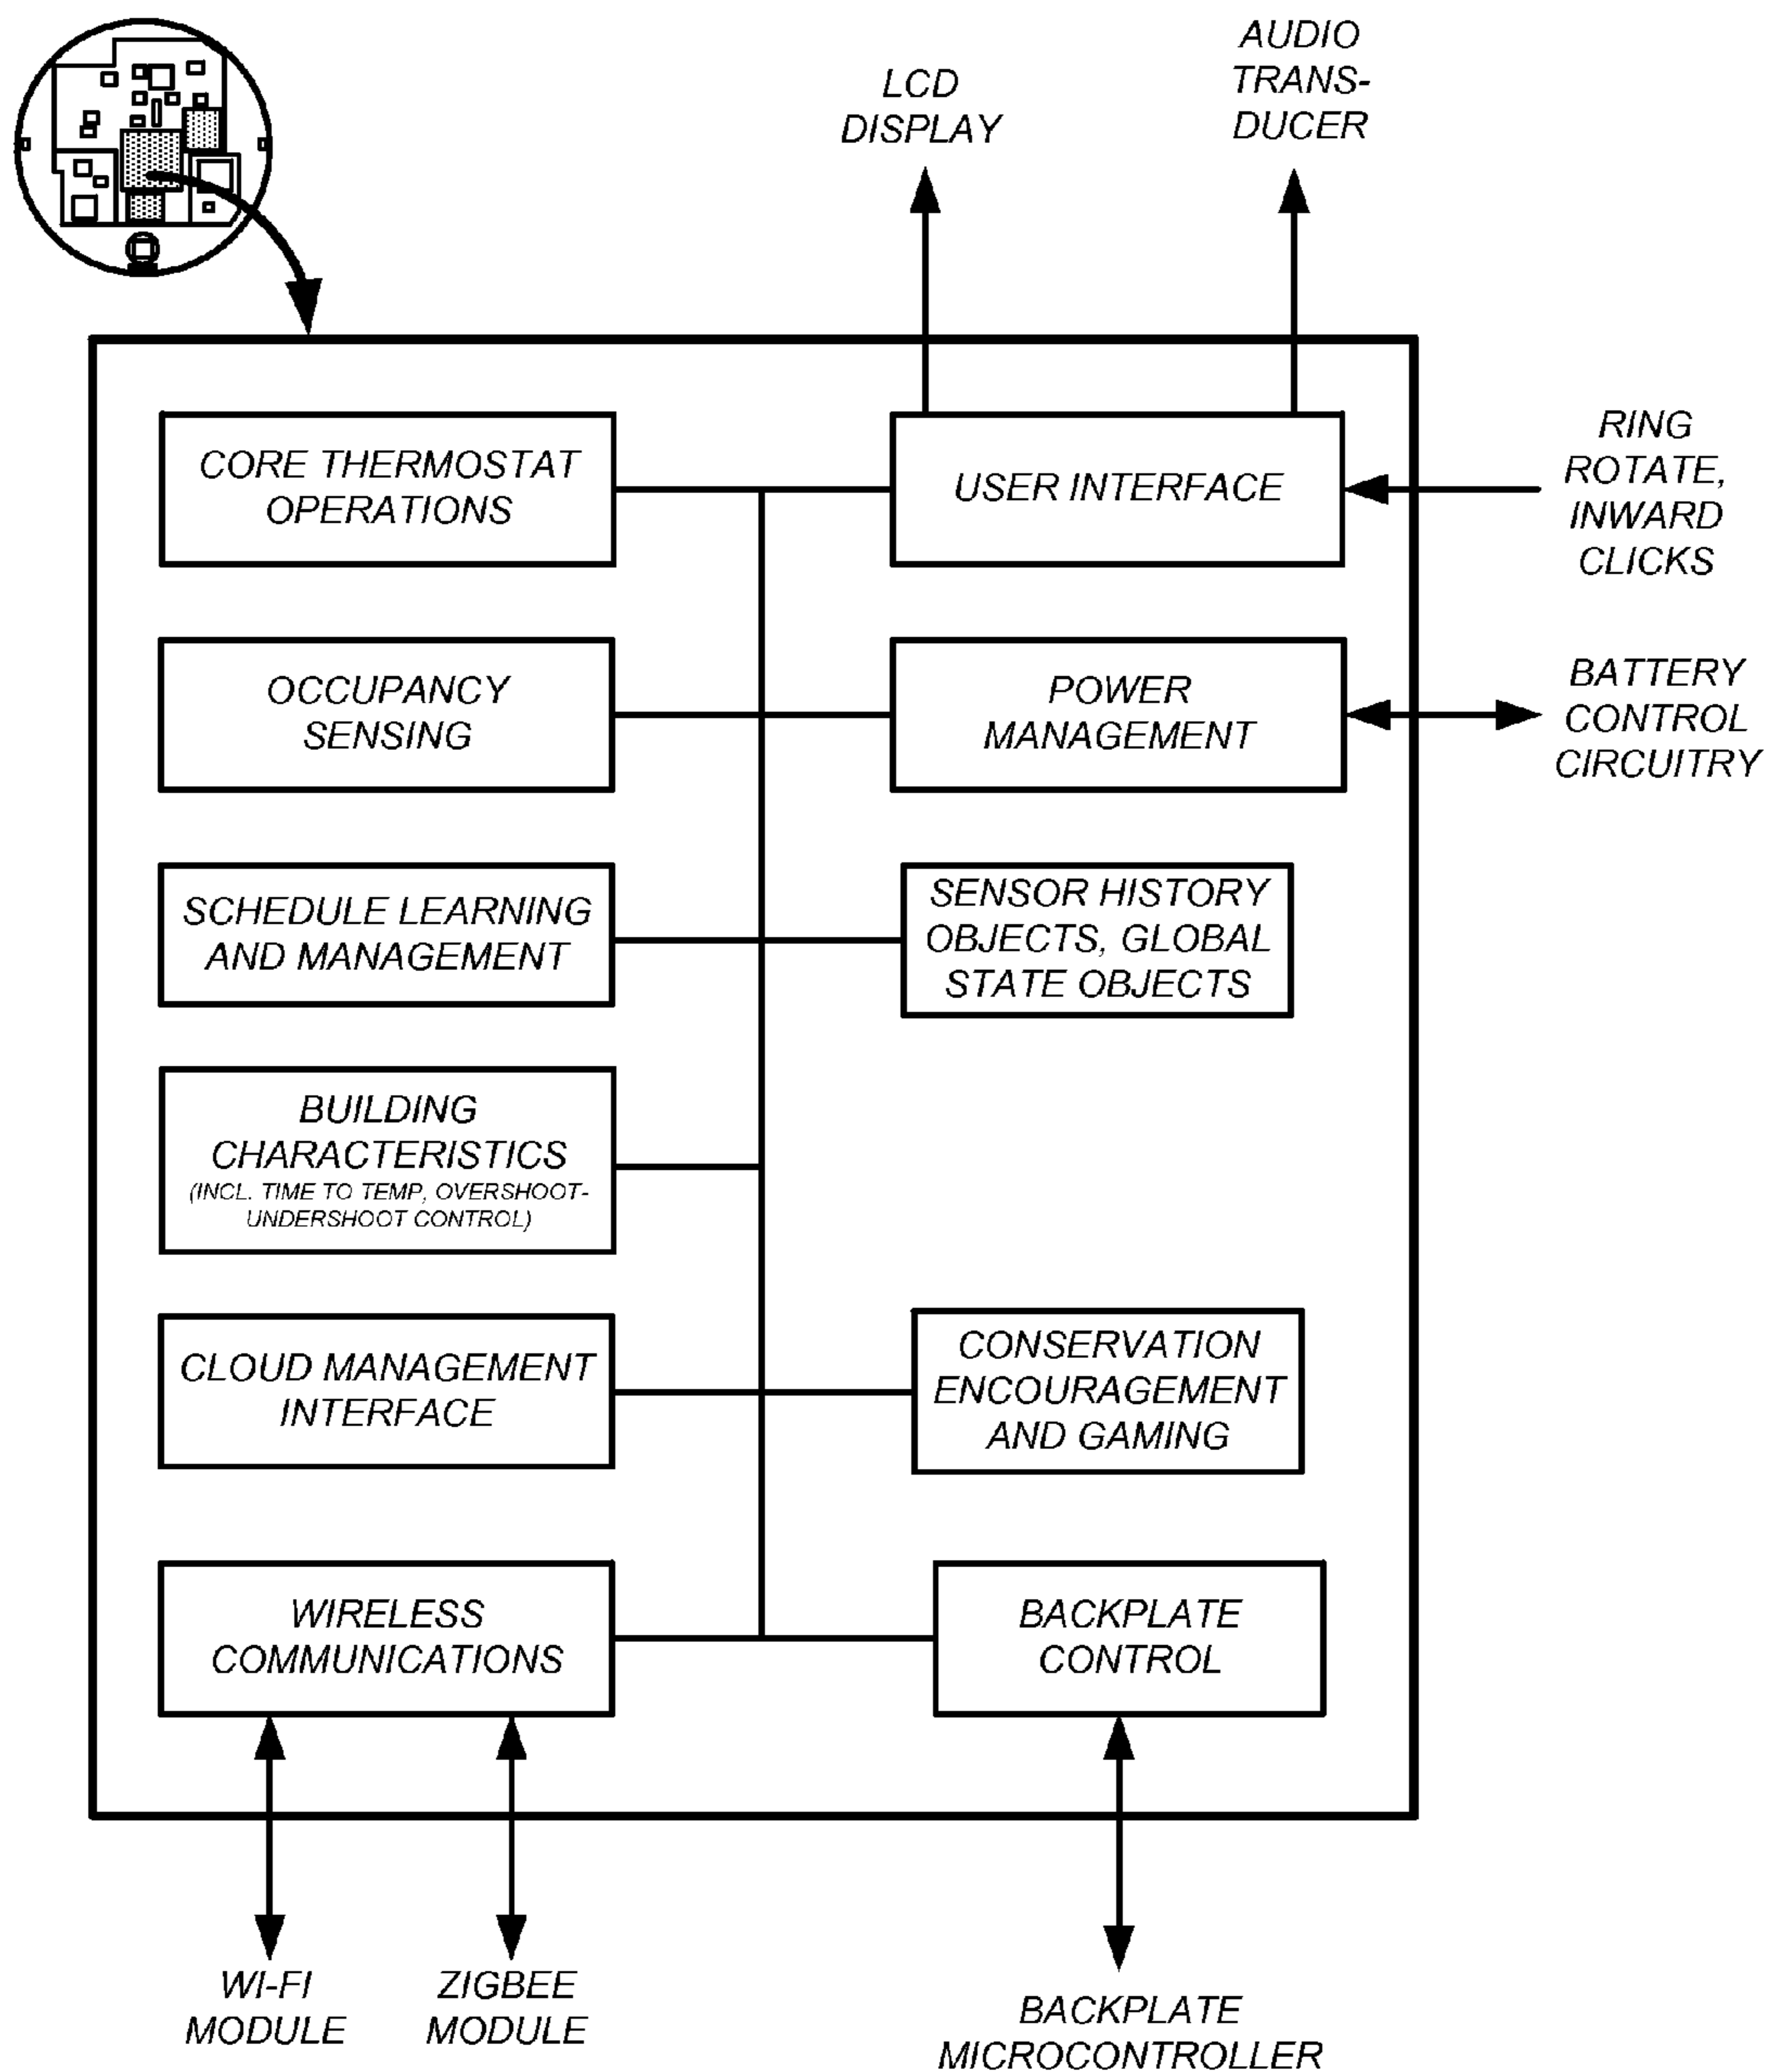 LCD
DISPLAY
AUDIO
TRANS-
DUCER
CORE THERMOSTAT
OPERATIONS
USER INTERFACE
RING
ROTATE,
INWARD
CLICKS
OCCUPANCY
SENSING
POWER
MANAGEMENT
BATTERY
CONTROL
CIRCUITRY
SCHEDULE LEARNING
AND MANAGEMENT
SENSOR HISTORY
OBJECTS, GLOBAL
STATE OBJECTS
BUILDING
CHARACTERISTICS
(INCL. TIME TO TEMP, OVERSHOOT-
UNDERSHOOT CONTROL)
CLOUD MANAGEMENT
INTERFACE
CONSERVATION
ENCOURAGEMENT
AND GAMING
WIRELESS
COMMUNICATIONS
BACKPLATE
CONTROL
WI-FI
MODULE
ZIGBEE
MODULE
BACKPLATE
MICROCONTROLLER